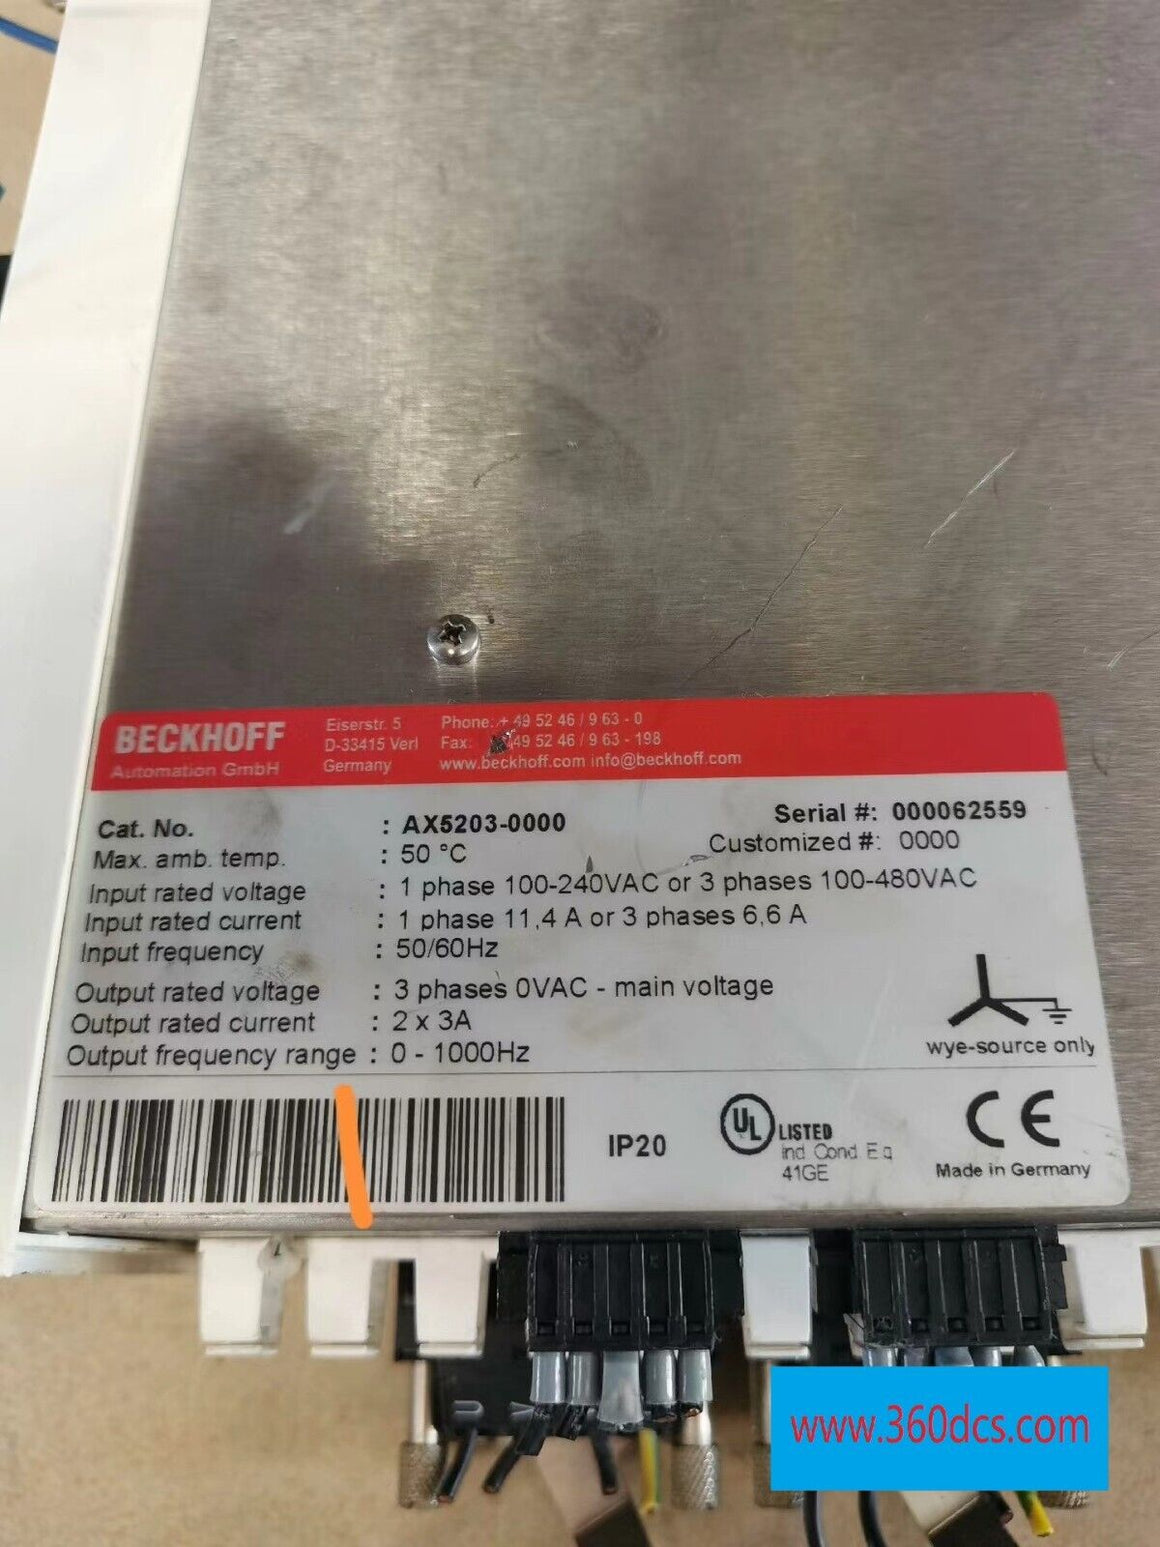 BECKHOFF
Automation GmbH
Eiserstr. 5
D-33415 Verl
Germany
Phone: + 49 52 46 / 9 63 - 0
Fax: 49 52 46 / 9 63 - 198
www.beckhoff.com info@beckhoff.com
Cat. No. : AX5203-0000
Serial #: 000062559
Max. amb. temp. : 50 °C
Customized #: 0000
Input rated voltage : 1 phase 100-240VAC or 3 phases 100-480VAC
Input rated current : 1 phase 11,4 A or 3 phases 6,6 A
Input frequency : 50/60Hz
Output rated voltage : 3 phases 0VAC - main voltage
Output rated current : 2 x 3A
Output frequency range : 0 - 1000Hz
wye-source only
IP20
UL LISTED
Ind Cond Eq
41GE
CE
Made in Germany
www.360dcs.com